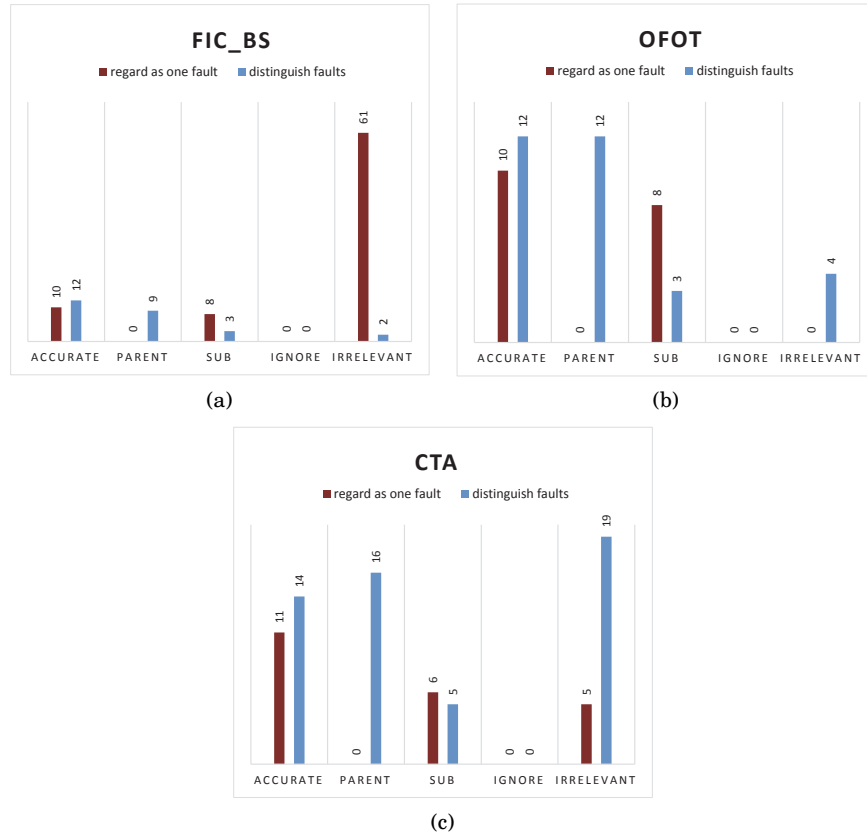 FIC_BS
regard as one fault distinguish faults
10 12 0 9 8 3 0 0 61 2
ACCURATE PARENT SUB IGNORE IRRELEVANT
(a)
OFOT
regard as one fault distinguish faults
10 12 0 12 8 3 0 0 0 4
ACCURATE PARENT SUB IGNORE IRRELEVANT
(b)
CTA
regard as one fault distinguish faults
11 14 0 16 6 5 0 0 5 19
ACCURATE PARENT SUB IGNORE IRRELEVANT
(c)